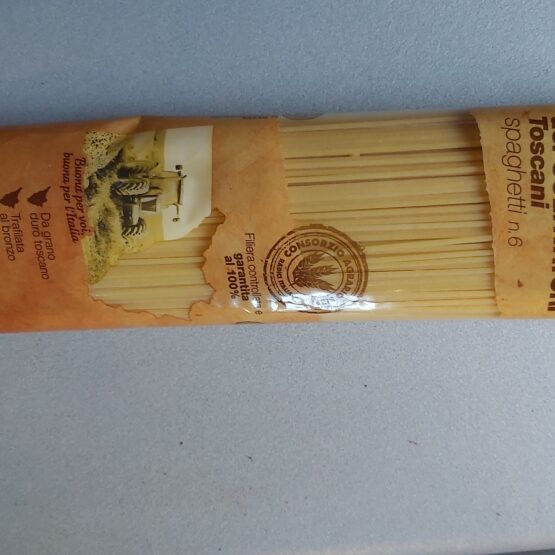 Toscani
spaghetti n.6
CONSORZIO AGRARIO
Filiera controllata e
garantita
al 100%
Buona per voi,
buona per l'Italia
Da grano
duro toscano
Trafilata
al bronzo